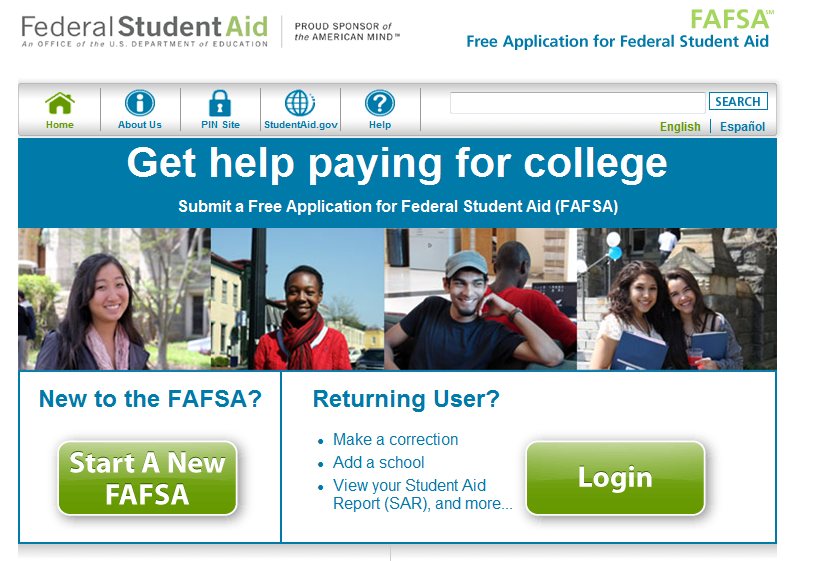 Federal Student Aid
An OFFICE of the U.S. DEPARTMENT of EDUCATION
PROUD SPONSOR of
the AMERICAN MIND™
FAFSA℠
Free Application for Federal Student Aid
Home
About Us
PIN Site
StudentAid.gov
Help
SEARCH
English
Español
Get help paying for college
Submit a Free Application for Federal Student Aid (FAFSA)
New to the FAFSA?
Start A New
FAFSA
Returning User?
• Make a correction
• Add a school
• View your Student Aid
Report (SAR), and more...
Login